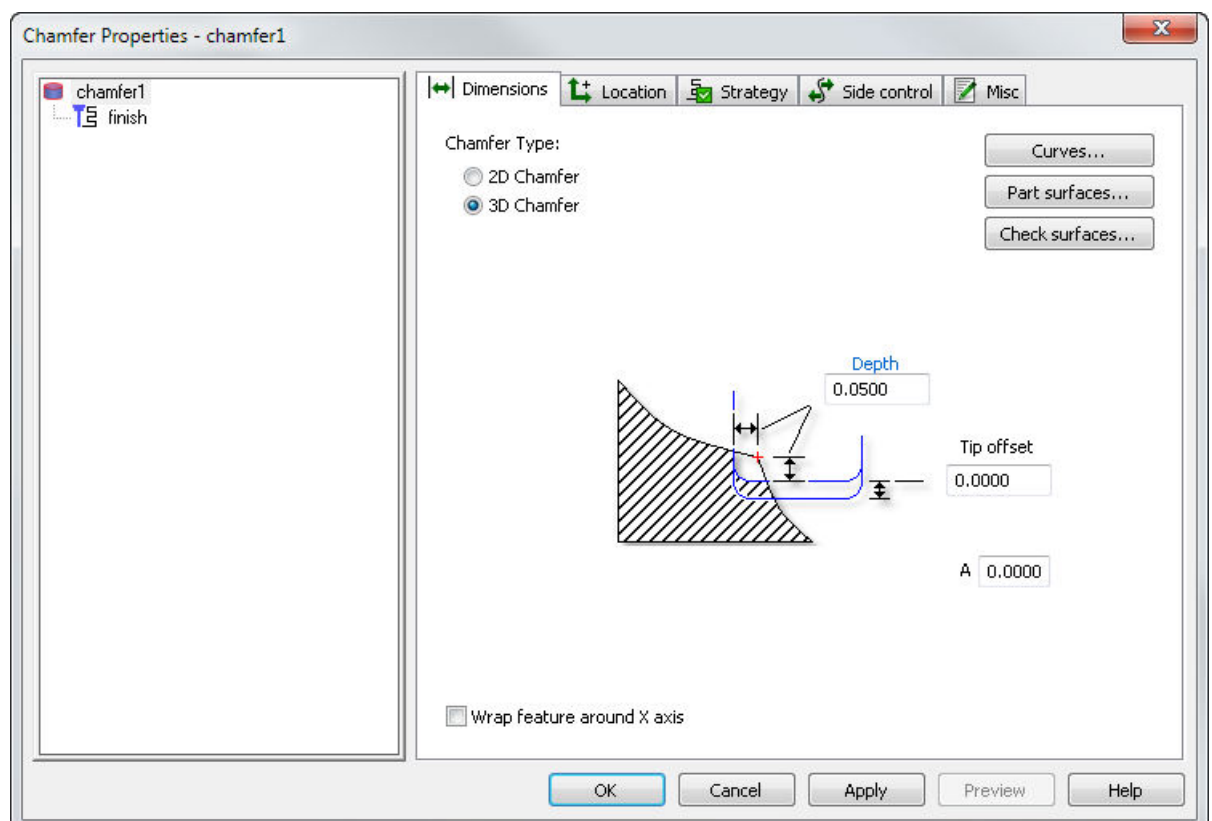 Chamfer Properties - chamfer1
chamfer1
finish
Dimensions Location Strategy Side control Misc
Chamfer Type:
2D Chamfer
3D Chamfer
Curves...
Part surfaces...
Check surfaces...
Depth
0.0500
Tip offset
0.0000
A 0.0000
Wrap feature around X axis
OK Cancel Apply Preview Help